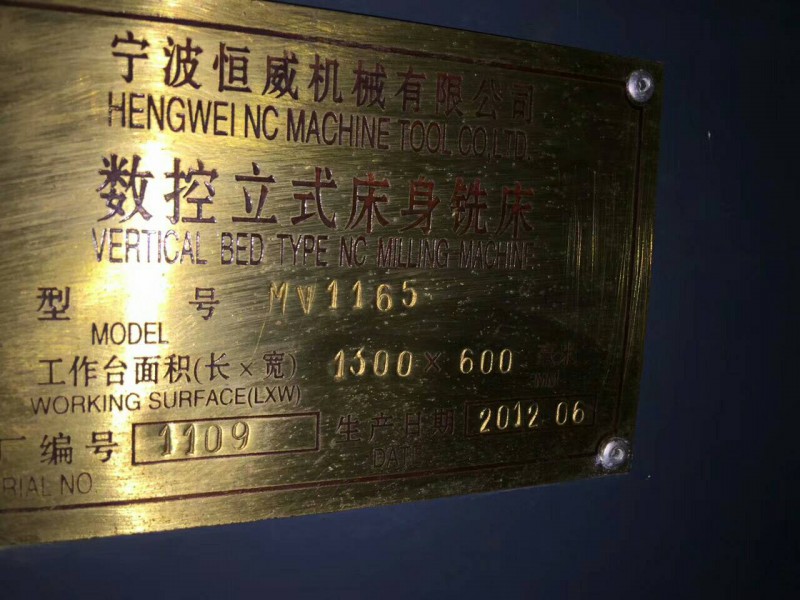 宁波恒威机械有限公司
HENGWEI NC MACHINE TOOL CO,LTD.
数控立式床身铣床
VERTICAL BED TYPE NC MILLING MACHINE
型 号 MV1165
MODEL
工作台面积(长×宽) 1300 × 600
WORKING SURFACE(LXW)
厂编号 1109 生产日期 2012 06
RIAL NO DATE